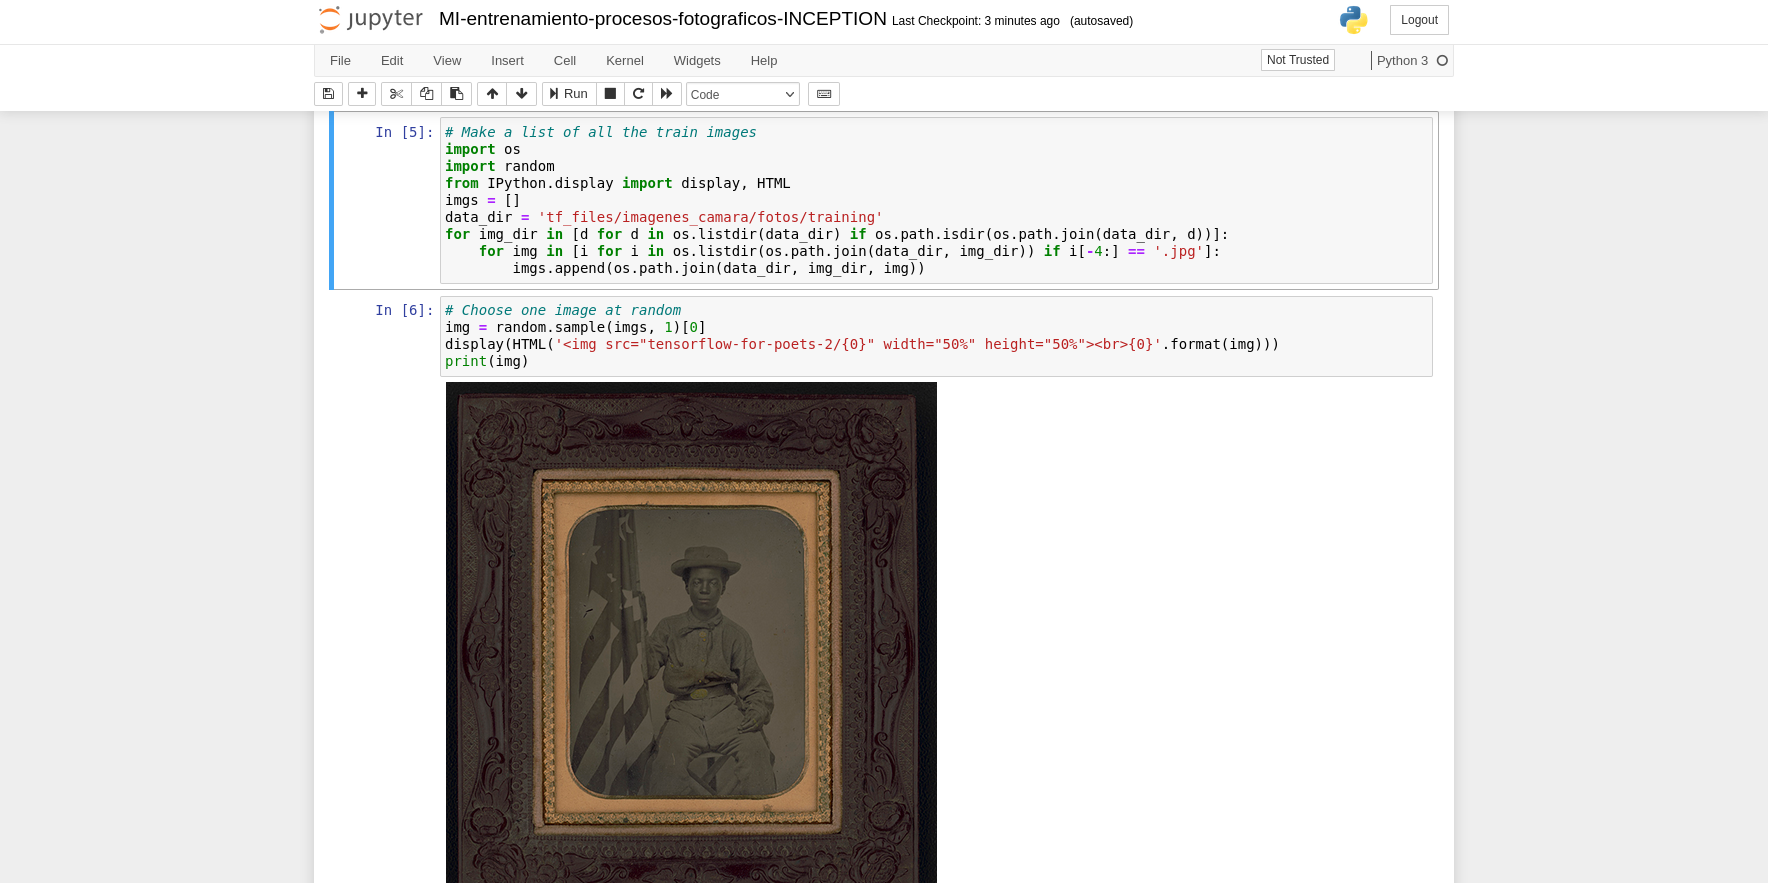 jupyter MI-entrenamiento-procesos-fotograficos-INCEPTION Last Checkpoint: 3 minutes ago (autosaved) Logout
File Edit View Insert Cell Kernel Widgets Help Not Trusted Python 3
Run Code
In [5]: # Make a list of all the train images
import os
import random
from IPython.display import display, HTML
imgs = []
data_dir = 'tf_files/imagenes_camara/fotos/training'
for img_dir in [d for d in os.listdir(data_dir) if os.path.isdir(os.path.join(data_dir, d))]:
    for img in [i for i in os.listdir(os.path.join(data_dir, img_dir)) if i[-4:] == '.jpg']:
        imgs.append(os.path.join(data_dir, img_dir, img))
In [6]: # Choose one image at random
img = random.sample(imgs, 1)[0]
display(HTML('<img src="tensorflow-for-poets-2/{0}" width="50%" height="50%"><br>{0}'.format(img)))
print(img)